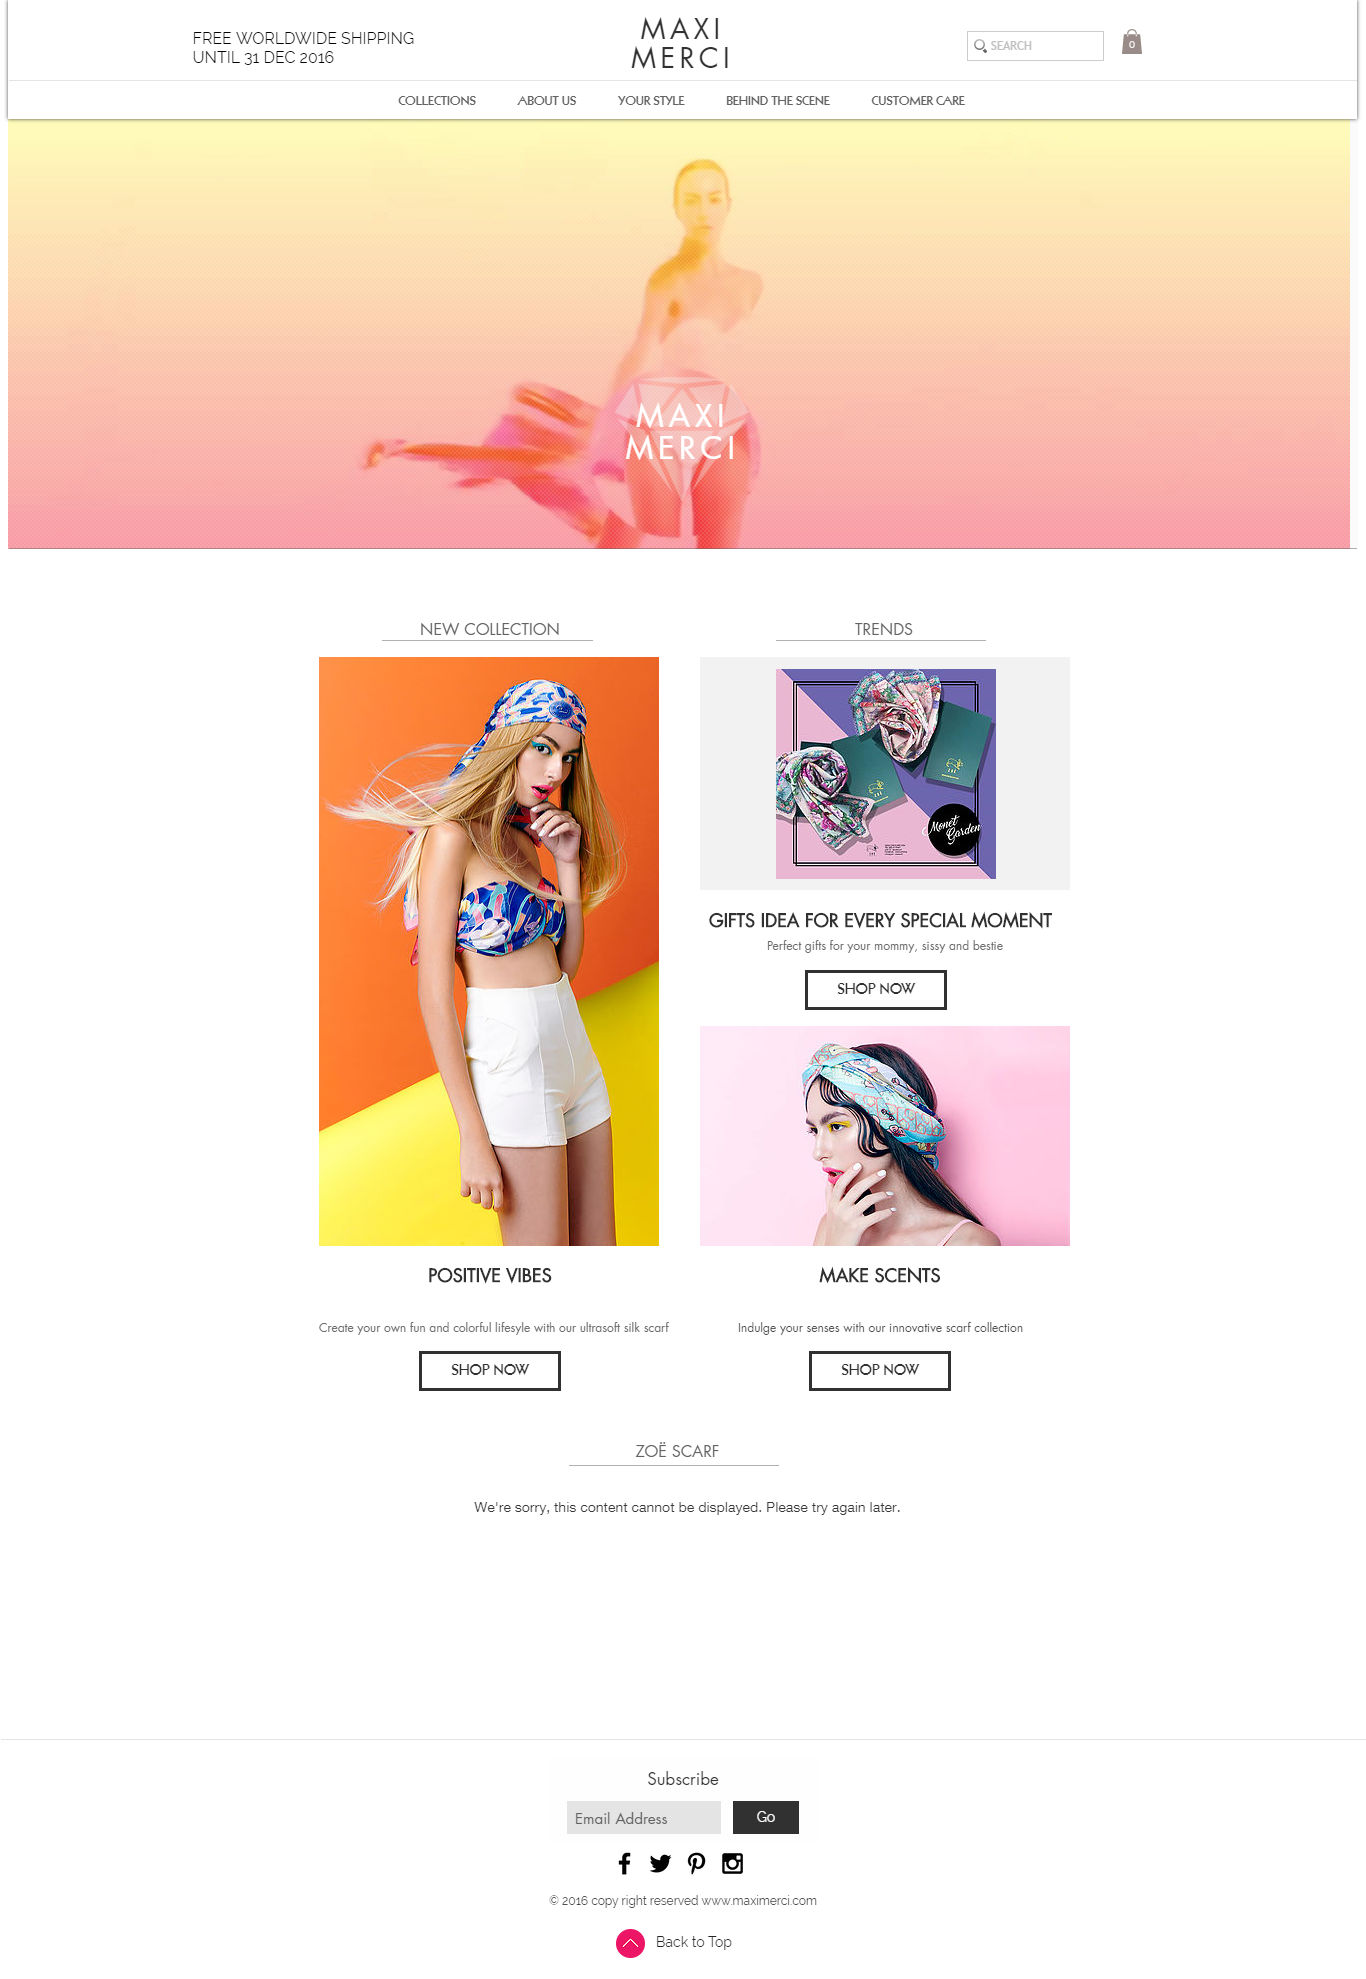 FREE WORLDWIDE SHIPPING
UNTIL 31 DEC 2016
MAXI
MERCI
SEARCH
0
COLLECTIONS
ABOUT US
YOUR STYLE
BEHIND THE SCENE
CUSTOMER CARE
MAXI
MERCI
NEW COLLECTION
TRENDS
Monet
Garden
GIFTS IDEA FOR EVERY SPECIAL MOMENT
Perfect gifts for your mommy, sissy and bestie
SHOP NOW
POSITIVE VIBES
MAKE SCENTS
Create your own fun and colorful lifesyle with our ultrasoft silk scarf
Indulge your senses with our innovative scarf collection
SHOP NOW
SHOP NOW
ZOË SCARF
We're sorry, this content cannot be displayed. Please try again later.
Subscribe
Email Address
Go
© 2016 copy right reserved www.maximerci.com
Back to Top